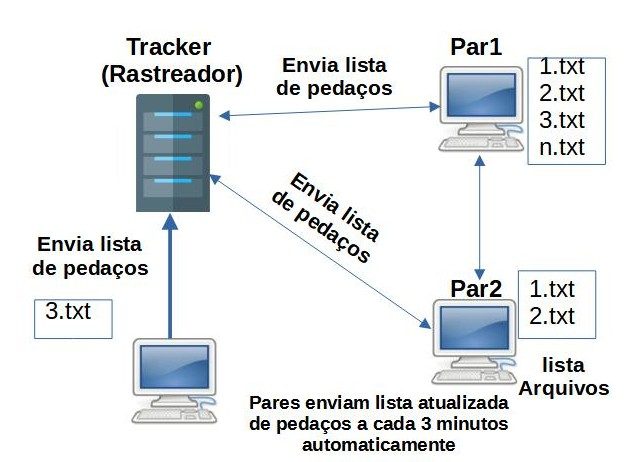 Tracker
(Rastreador)
Envia lista
de pedaços
Par1
1.txt
2.txt
3.txt
n.txt
Envia lista
de pedaços
Envia lista
de pedaços
3.txt
Par2
1.txt
2.txt
lista
Arquivos
Pares enviam lista atualizada
de pedaços a cada 3 minutos
automaticamente